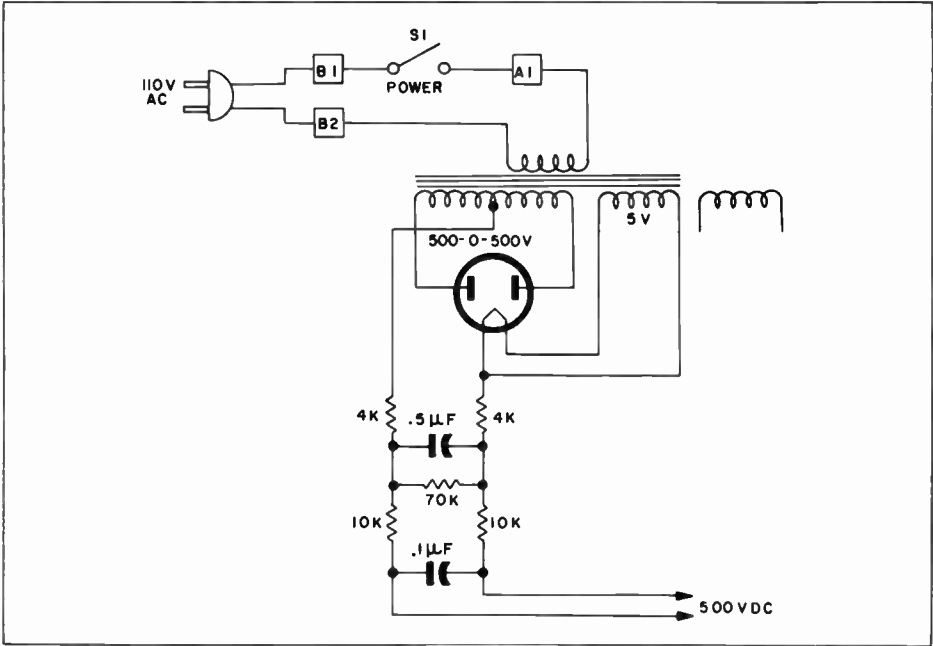 S1
110V
AC
B1
A1
POWER
B2
5V
500-0-500V
4K
.5μF
4K
70K
10K
10K
.1μF
500VDC